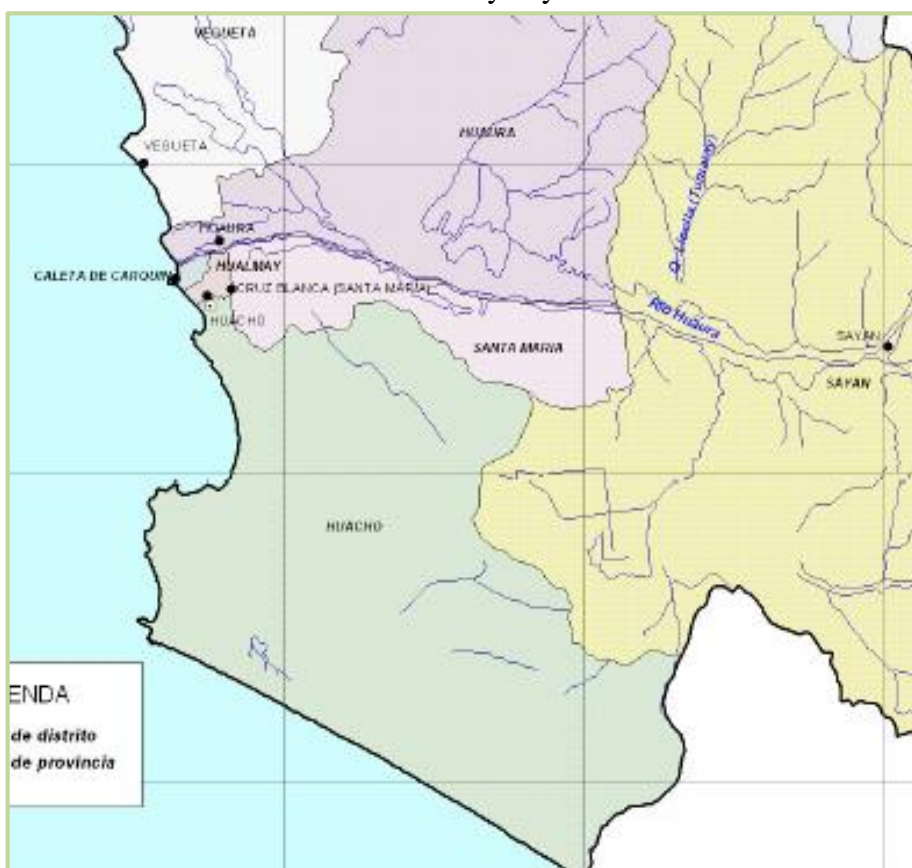 VEGUETA
HUAURA
VEGUETA
HUAURA
HUALMAY
CALETA DE CARQUIN
CRUZ BLANCA (SANTA MARIA)
HUACHO
Río Huaura
SANTA MARIA
SAYAN
SAYAN
HUACHO
ENDA
de distrito
de provincia